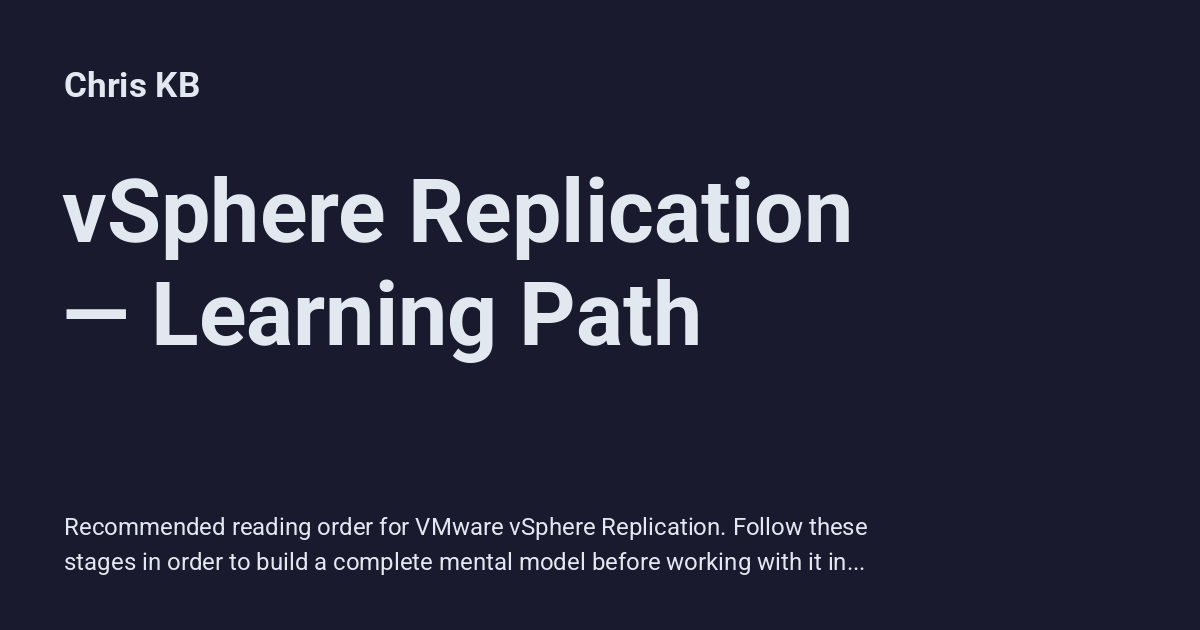 Chris KB
vSphere Replication
— Learning Path
Recommended reading order for VMware vSphere Replication. Follow these
stages in order to build a complete mental model before working with it in...